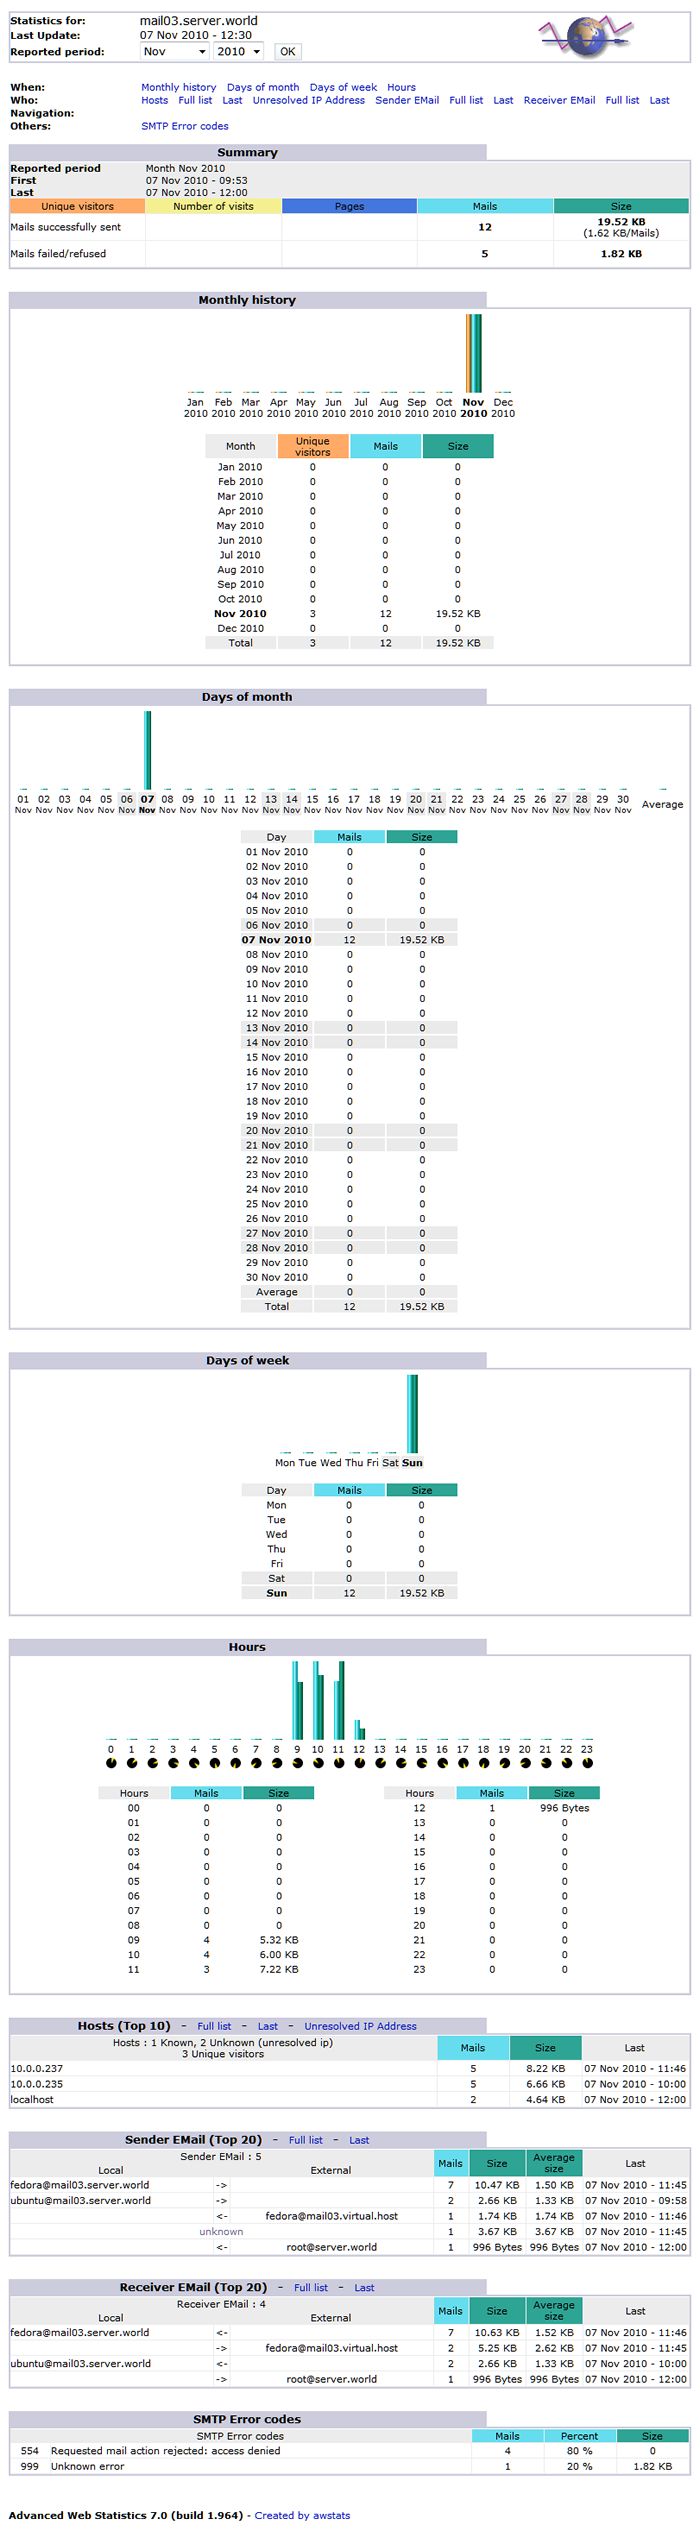 Statistics for: mail03.server.world
Last Update: 07 Nov 2010 - 12:30
Reported period: Nov 2010 OK
When: Monthly history Days of month Days of week Hours
Who: Hosts Full list Last Unresolved IP Address Sender EMail Full list Last Receiver EMail Full list Last
Navigation:
Others: SMTP Error codes
Summary
Reported period Month Nov 2010
First 07 Nov 2010 - 09:53
Last 07 Nov 2010 - 12:00
Unique visitors Number of visits Pages Mails Size
Mails successfully sent 12 19.52 KB
(1.62 KB/Mails)
Mails failed/refused 5 1.82 KB
Monthly history
Jan Feb Mar Apr May Jun Jul Aug Sep Oct Nov Dec
2010 2010 2010 2010 2010 2010 2010 2010 2010 2010 2010 2010
Month Unique visitors Mails Size
Jan 2010 0 0 0
Feb 2010 0 0 0
Mar 2010 0 0 0
Apr 2010 0 0 0
May 2010 0 0 0
Jun 2010 0 0 0
Jul 2010 0 0 0
Aug 2010 0 0 0
Sep 2010 0 0 0
Oct 2010 0 0 0
Nov 2010 3 12 19.52 KB
Dec 2010 0 0 0
Total 3 12 19.52 KB
Days of month
01 02 03 04 05 06 07 08 09 10 11 12 13 14 15 16 17 18 19 20 21 22 23 24 25 26 27 28 29 30
Nov Nov Nov Nov Nov Nov Nov Nov Nov Nov Nov Nov Nov Nov Nov Nov Nov Nov Nov Nov Nov Nov Nov Nov Nov Nov Nov Nov Nov Nov Average
Day Mails Size
01 Nov 2010 0 0
02 Nov 2010 0 0
03 Nov 2010 0 0
04 Nov 2010 0 0
05 Nov 2010 0 0
06 Nov 2010 0 0
07 Nov 2010 12 19.52 KB
08 Nov 2010 0 0
09 Nov 2010 0 0
10 Nov 2010 0 0
11 Nov 2010 0 0
12 Nov 2010 0 0
13 Nov 2010 0 0
14 Nov 2010 0 0
15 Nov 2010 0 0
16 Nov 2010 0 0
17 Nov 2010 0 0
18 Nov 2010 0 0
19 Nov 2010 0 0
20 Nov 2010 0 0
21 Nov 2010 0 0
22 Nov 2010 0 0
23 Nov 2010 0 0
24 Nov 2010 0 0
25 Nov 2010 0 0
26 Nov 2010 0 0
27 Nov 2010 0 0
28 Nov 2010 0 0
29 Nov 2010 0 0
30 Nov 2010 0 0
Average 0 0
Total 12 19.52 KB
Days of week
Mon Tue Wed Thu Fri Sat Sun
Day Mails Size
Mon 0 0
Tue 0 0
Wed 0 0
Thu 0 0
Fri 0 0
Sat 0 0
Sun 12 19.52 KB
Hours
0 1 2 3 4 5 6 7 8 9 10 11 12 13 14 15 16 17 18 19 20 21 22 23
Hours Mails Size Hours Mails Size
00 0 0 12 1 996 Bytes
01 0 0 13 0 0
02 0 0 14 0 0
03 0 0 15 0 0
04 0 0 16 0 0
05 0 0 17 0 0
06 0 0 18 0 0
07 0 0 19 0 0
08 0 0 20 0 0
09 4 5.32 KB 21 0 0
10 4 6.00 KB 22 0 0
11 3 7.22 KB 23 0 0
Hosts (Top 10) - Full list - Last - Unresolved IP Address
Hosts : 1 Known, 2 Unknown (unresolved ip)
3 Unique visitors Mails Size Last
10.0.0.237 5 8.22 KB 07 Nov 2010 - 11:46
10.0.0.235 5 6.66 KB 07 Nov 2010 - 10:00
localhost 2 4.64 KB 07 Nov 2010 - 12:00
Sender EMail (Top 20) - Full list - Last
Sender EMail : 5
Local External Mails Size Average size Last
fedora@mail03.server.world -> 7 10.47 KB 1.50 KB 07 Nov 2010 - 11:45
ubuntu@mail03.server.world -> 2 2.66 KB 1.33 KB 07 Nov 2010 - 09:58
<- fedora@mail03.virtual.host 1 1.74 KB 1.74 KB 07 Nov 2010 - 11:46
unknown 1 3.67 KB 3.67 KB 07 Nov 2010 - 11:45
<- root@server.world 1 996 Bytes 996 Bytes 07 Nov 2010 - 12:00
Receiver EMail (Top 20) - Full list - Last
Receiver EMail : 4
Local External Mails Size Average size Last
fedora@mail03.server.world <- 7 10.63 KB 1.52 KB 07 Nov 2010 - 11:46
-> fedora@mail03.virtual.host 2 5.25 KB 2.62 KB 07 Nov 2010 - 11:45
ubuntu@mail03.server.world <- 2 2.66 KB 1.33 KB 07 Nov 2010 - 10:00
-> root@server.world 1 996 Bytes 996 Bytes 07 Nov 2010 - 12:00
SMTP Error codes
SMTP Error codes Mails Percent Size
554 Requested mail action rejected: access denied 4 80 % 0
999 Unknown error 1 20 % 1.82 KB
Advanced Web Statistics 7.0 (build 1.964) - Created by awstats